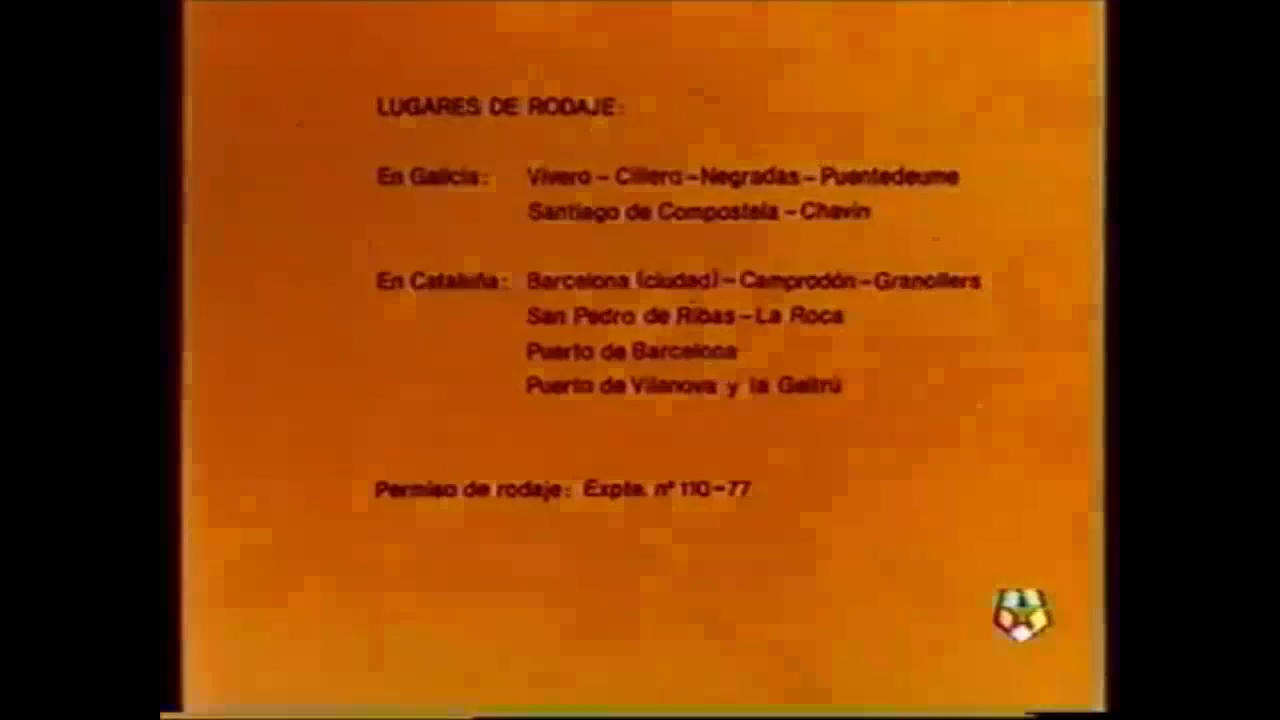 LUGARES DE RODAJE:
En Galicia: Vivero - Cillero - Negradas - Puentedeume
Santiago de Compostela - Chavin
En Cataluña: Barcelona (ciudad) - Camprodón - Granollers
San Pedro de Ribas - La Roca
Puerto de Barcelona
Puerto de Vilanova y la Geltrú
Permiso de rodaje: Expte. nº 110-77